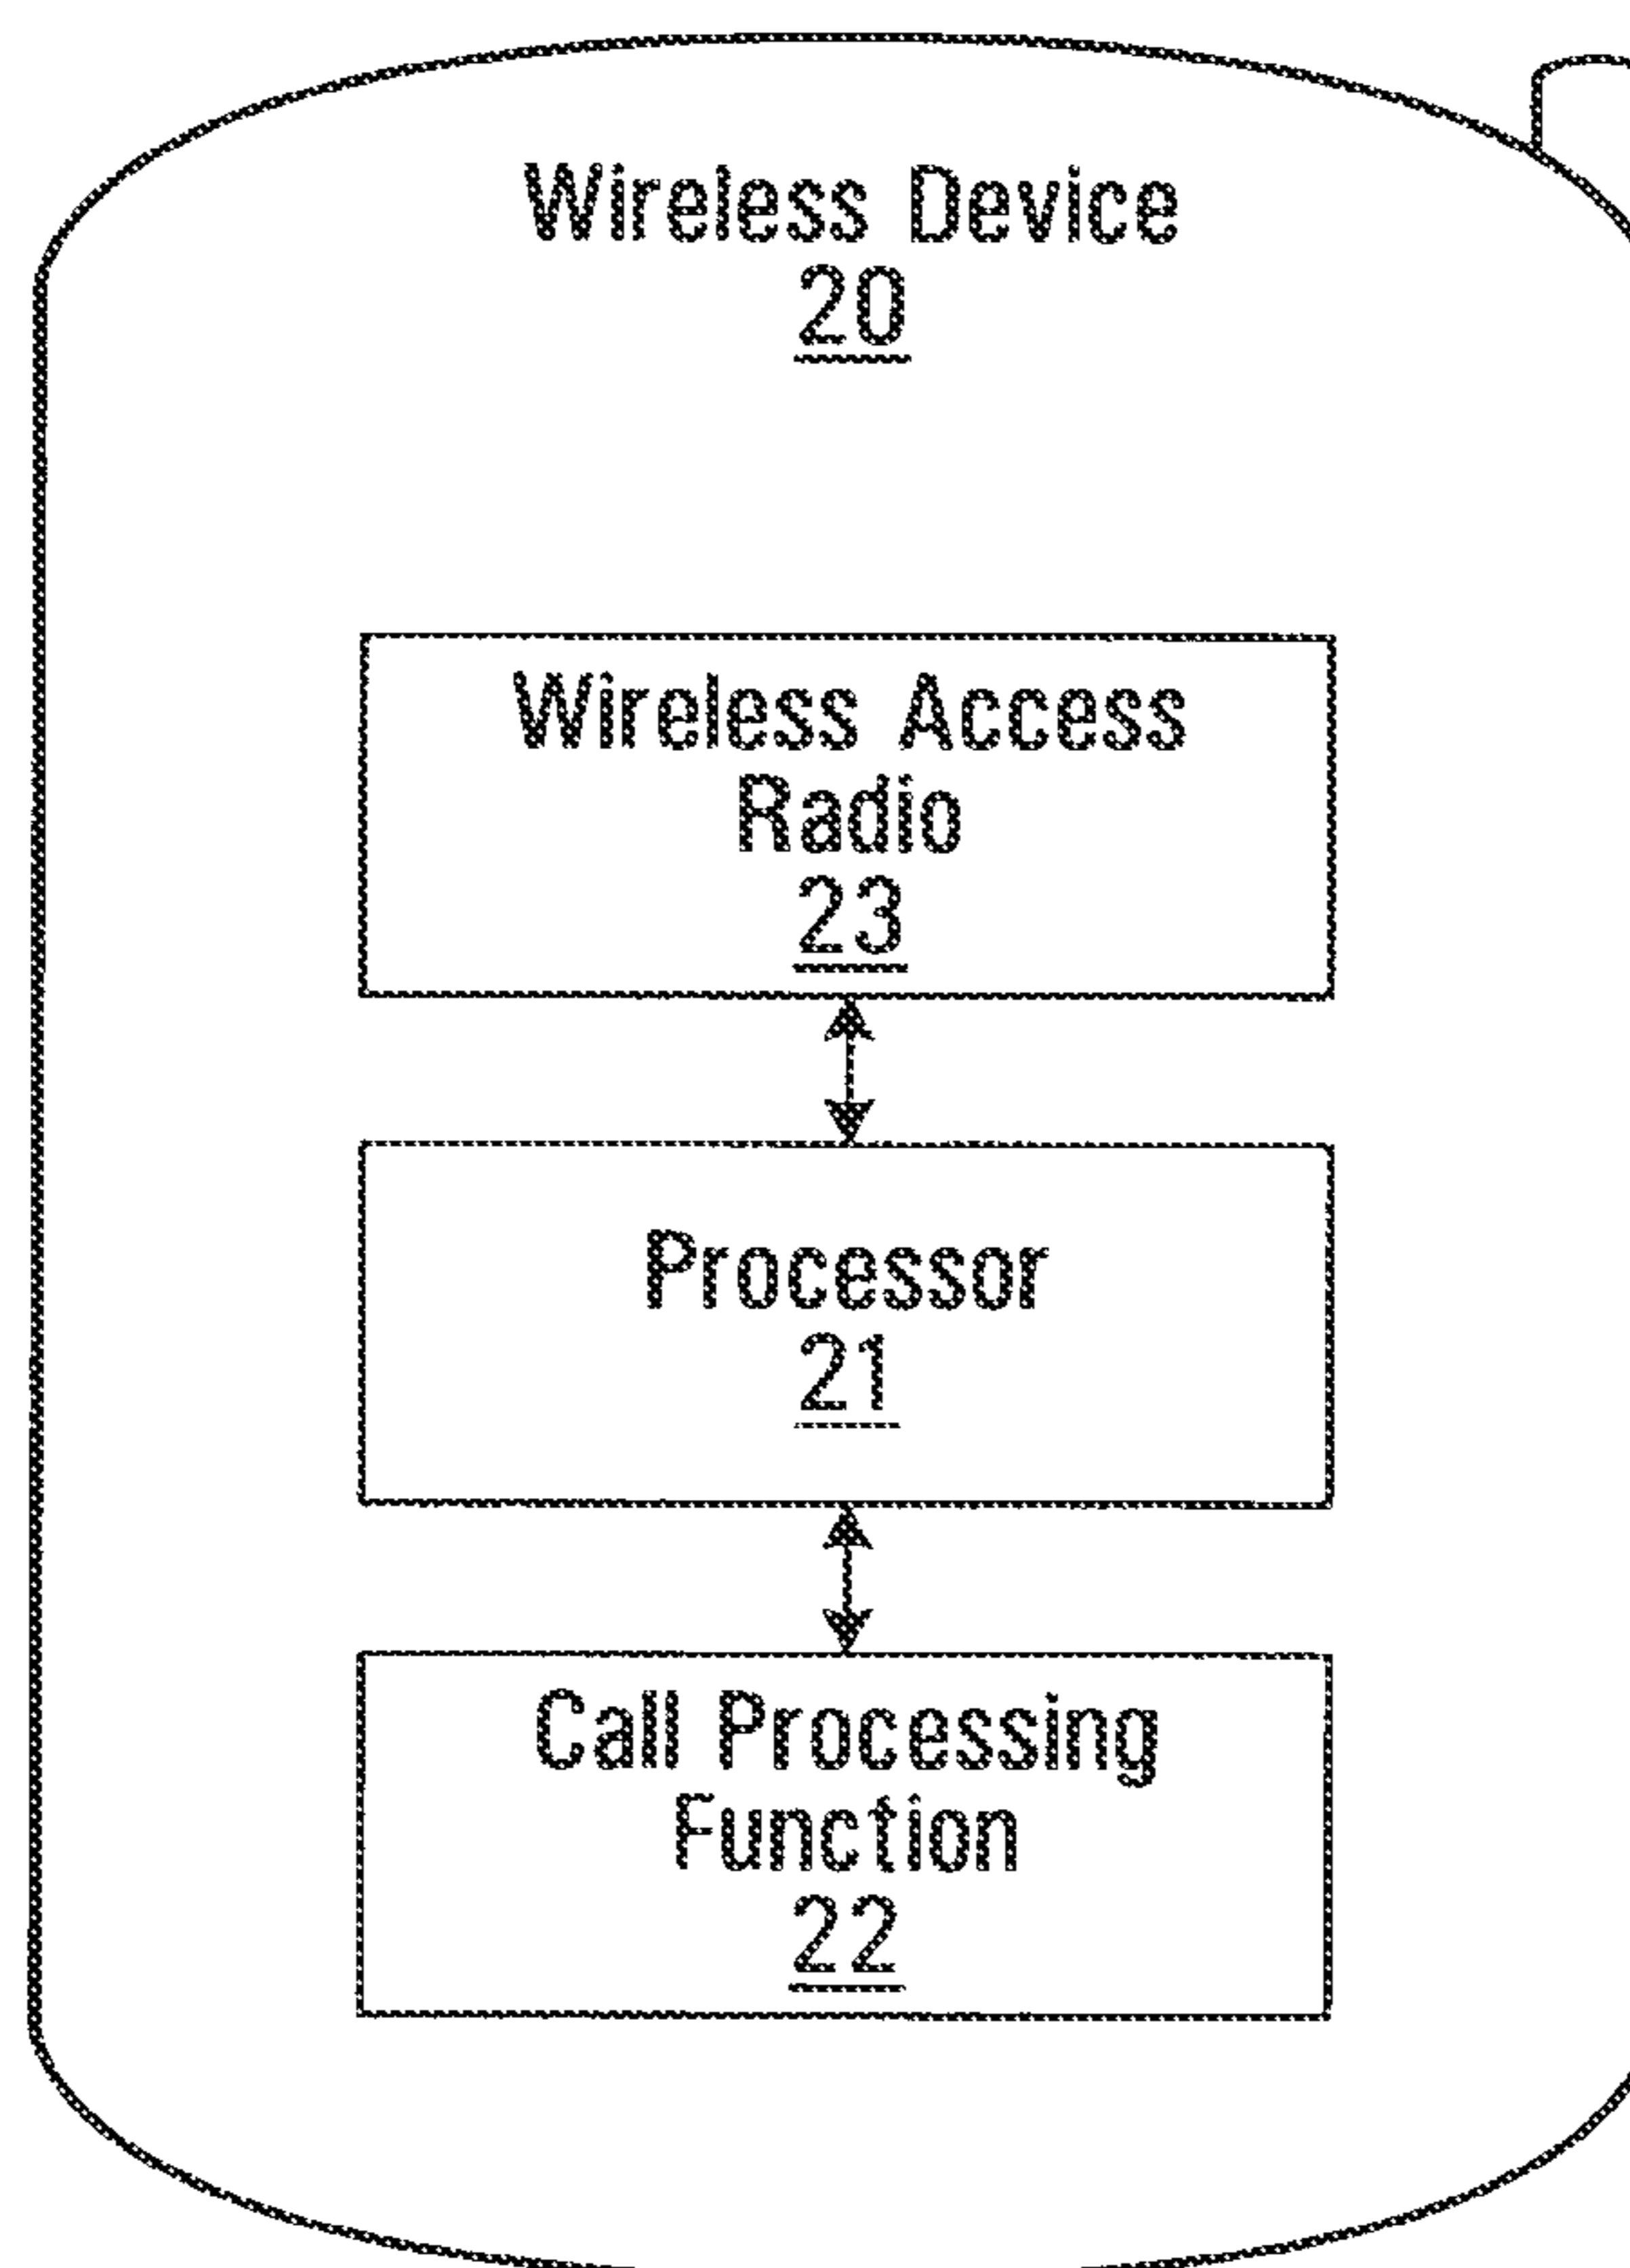 Wireless Device
20
Wireless Access
Radio
23
Processor
21
Call Processing
Function
22